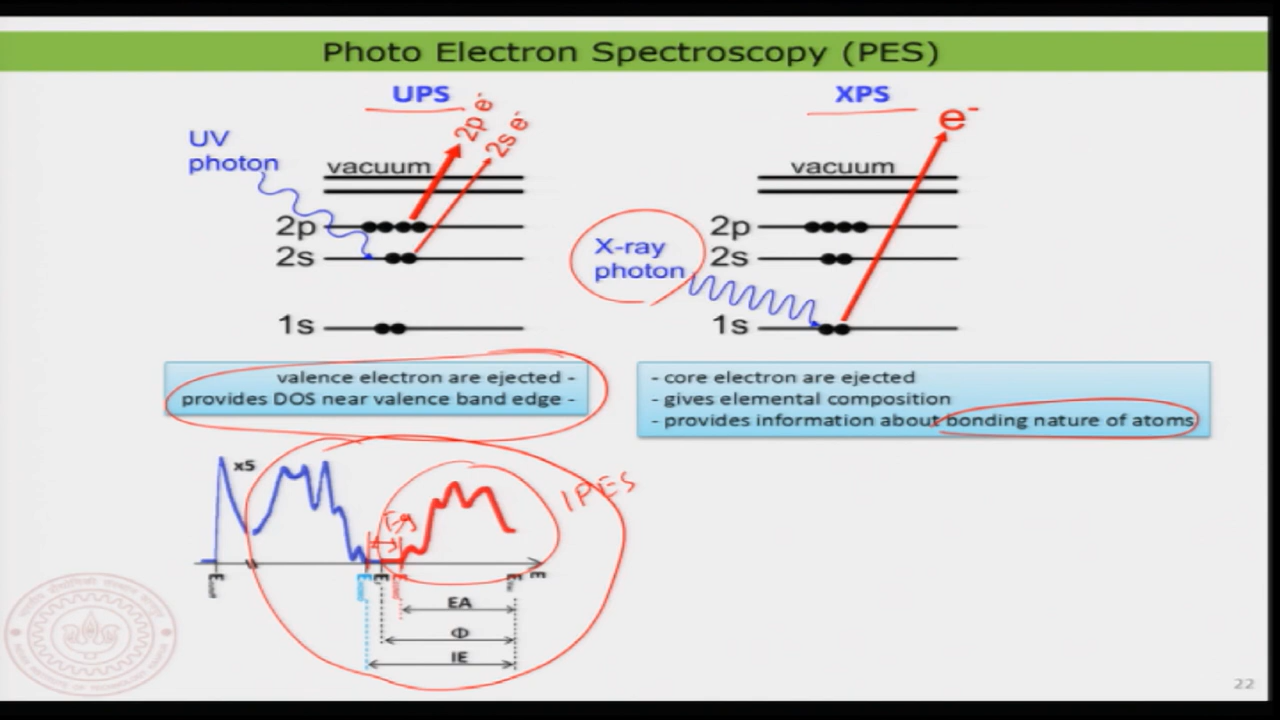 Photo Electron Spectroscopy (PES)
UPS
UV
photon
vacuum
2p e-
2s e-
2p
2s
1s
valence electron are ejected -
provides DOS near valence band edge -
XPS
e-
X-ray
photon
vacuum
2p
2s
1s
- core electron are ejected
- gives elemental composition
- provides information about bonding nature of atoms
x5
Eg
IPES
E
EA
Φ
IE
22